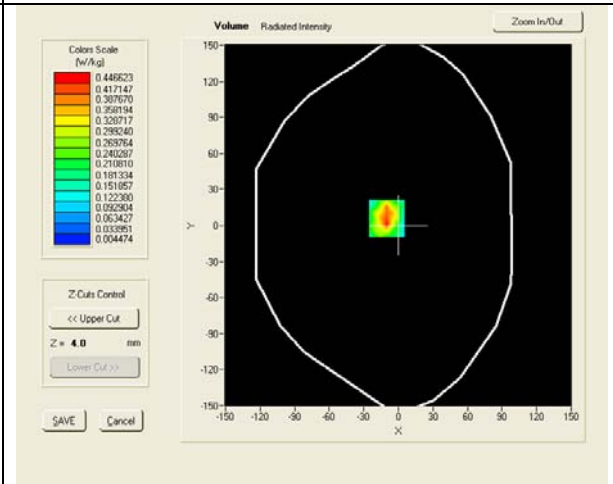 Volume Radiated Intensity
Zoom In/Out
Colors Scale
(W/kg)
0.446623
0.417147
0.387670
0.358194
0.328717
0.299240
0.269764
0.240287
0.210810
0.181334
0.151857
0.122380
0.092904
0.063427
0.033951
0.004474
Z-Cuts Control
<< Upper Cut
Z = 4.0 mm
Lower Cut >>
SAVE Cancel
150
120
90
60
30
0
-30
-60
-90
-120
-150
Y
-150 -120 -90 -60 -30 0 30 60 90 120 150
X